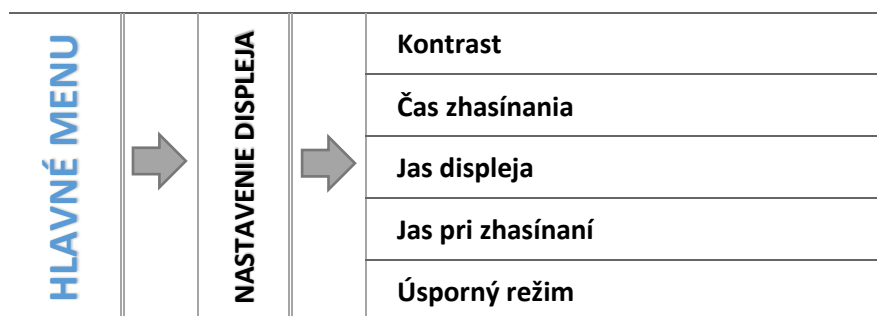 HLAVNÉ MENU
NASTAVENIE DISPLEJA
Kontrast
Čas zhasínania
Jas displeja
Jas pri zhasínaní
Úsporný režim